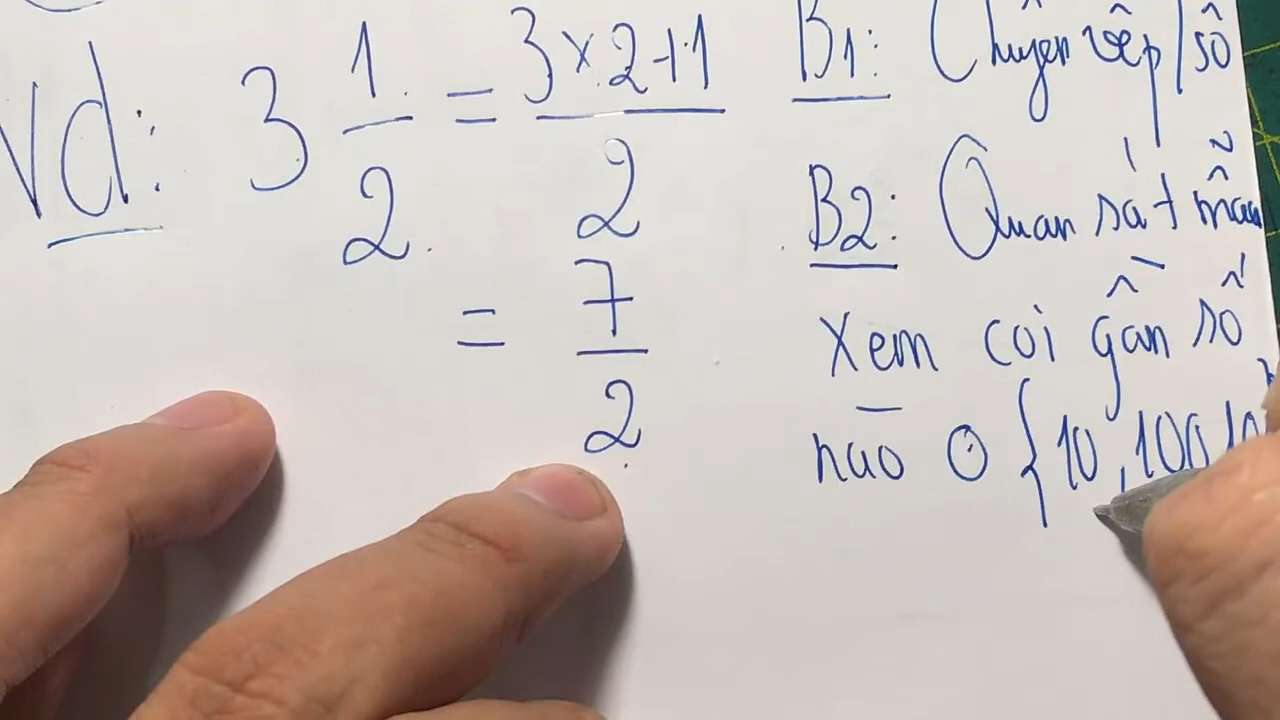 Vd: 3 1/2 = 3 × 2 + 1 / 2
= 7/2
B1: Chuyển về p/số
B2: Quan sát mẫu
Xem coi gần số
nào ở {10, 100, 10